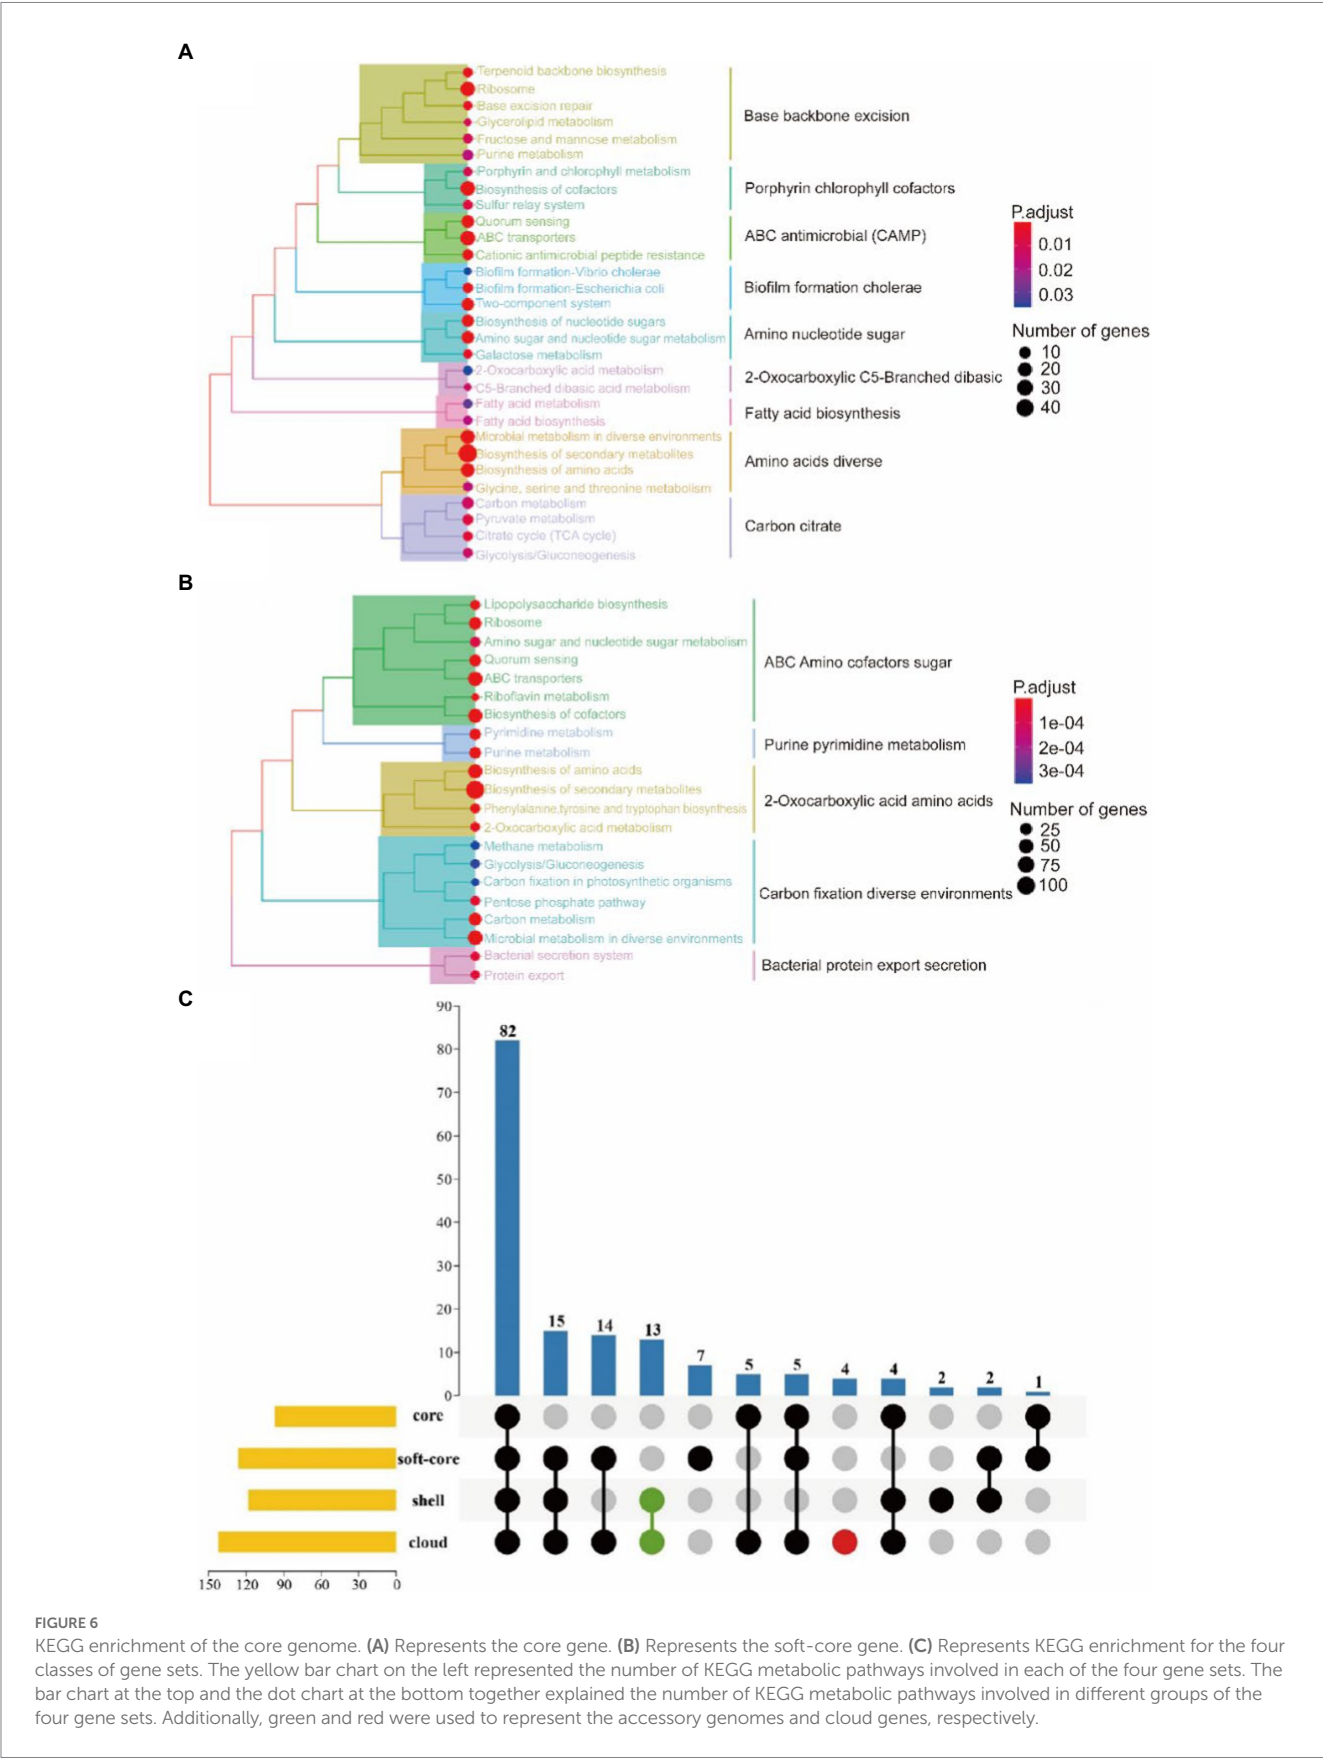 A
Terpenoid backbone biosynthesis
Ribosome
Base excision repair
Glycerolipid metabolism
Fructose and mannose metabolism
Purine metabolism
Base backbone excision
Porphyrin and chlorophyll metabolism
Biosynthesis of cofactors
Sulfur relay system
Porphyrin chlorophyll cofactors
Quorum sensing
ABC transporters
Cationic antimicrobial peptide resistance
ABC antimicrobial (CAMP)
Biofilm formation-Vibrio cholerae
Biofilm formation-Escherichia coli
Two-component system
Biofilm formation cholerae
Biosynthesis of nucleotide sugars
Amino sugar and nucleotide sugar metabolism
Galactose metabolism
Amino nucleotide sugar
2-Oxocarboxylic acid metabolism
C5-Branched dibasic acid metabolism
2-Oxocarboxylic C5-Branched dibasic
Fatty acid metabolism
Fatty acid biosynthesis
Fatty acid biosynthesis
Microbial metabolism in diverse environments
Biosynthesis of secondary metabolites
Biosynthesis of amino acids
Glycine, serine and threonine metabolism
Amino acids diverse
Carbon metabolism
Pyruvate metabolism
Citrate cycle (TCA cycle)
Glycolysis/Gluconeogenesis
Carbon citrate
P.adjust
0.01
0.02
0.03
Number of genes
10
20
30
40
B
Lipopolysaccharide biosynthesis
Ribosome
Amino sugar and nucleotide sugar metabolism
Quorum sensing
ABC transporters
Riboflavin metabolism
Biosynthesis of cofactors
ABC Amino cofactors sugar
Pyrimidine metabolism
Purine metabolism
Purine pyrimidine metabolism
Biosynthesis of amino acids
Biosynthesis of secondary metabolites
Phenylalanine,tyrosine and tryptophan biosynthesis
2-Oxocarboxylic acid metabolism
2-Oxocarboxylic acid amino acids
Methane metabolism
Glycolysis/Gluconeogenesis
Carbon fixation in photosynthetic organisms
Pentose phosphate pathway
Carbon metabolism
Microbial metabolism in diverse environments
Carbon fixation diverse environments
Bacterial secretion system
Protein export
Bacterial protein export secretion
P.adjust
1e-04
2e-04
3e-04
Number of genes
25
50
75
100
C
90
80
70
60
50
40
30
20
10
0
82
15
14
13
7
5
5
4
4
2
2
1
core
soft-core
shell
cloud
150 120 90 60 30 0
FIGURE 6
KEGG enrichment of the core genome. (A) Represents the core gene. (B) Represents the soft-core gene. (C) Represents KEGG enrichment for the four
classes of gene sets. The yellow bar chart on the left represented the number of KEGG metabolic pathways involved in each of the four gene sets. The
bar chart at the top and the dot chart at the bottom together explained the number of KEGG metabolic pathways involved in different groups of the
four gene sets. Additionally, green and red were used to represent the accessory genomes and cloud genes, respectively.